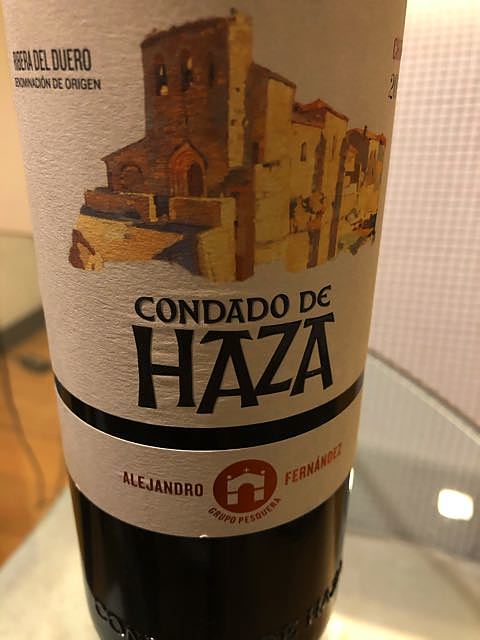 RIBERA DEL DUERO
DENOMINACIÓN DE ORIGEN
CONDADO DE
HAZA
ALEJANDRO FERNÁNDEZ
GRUPO PESQUERA